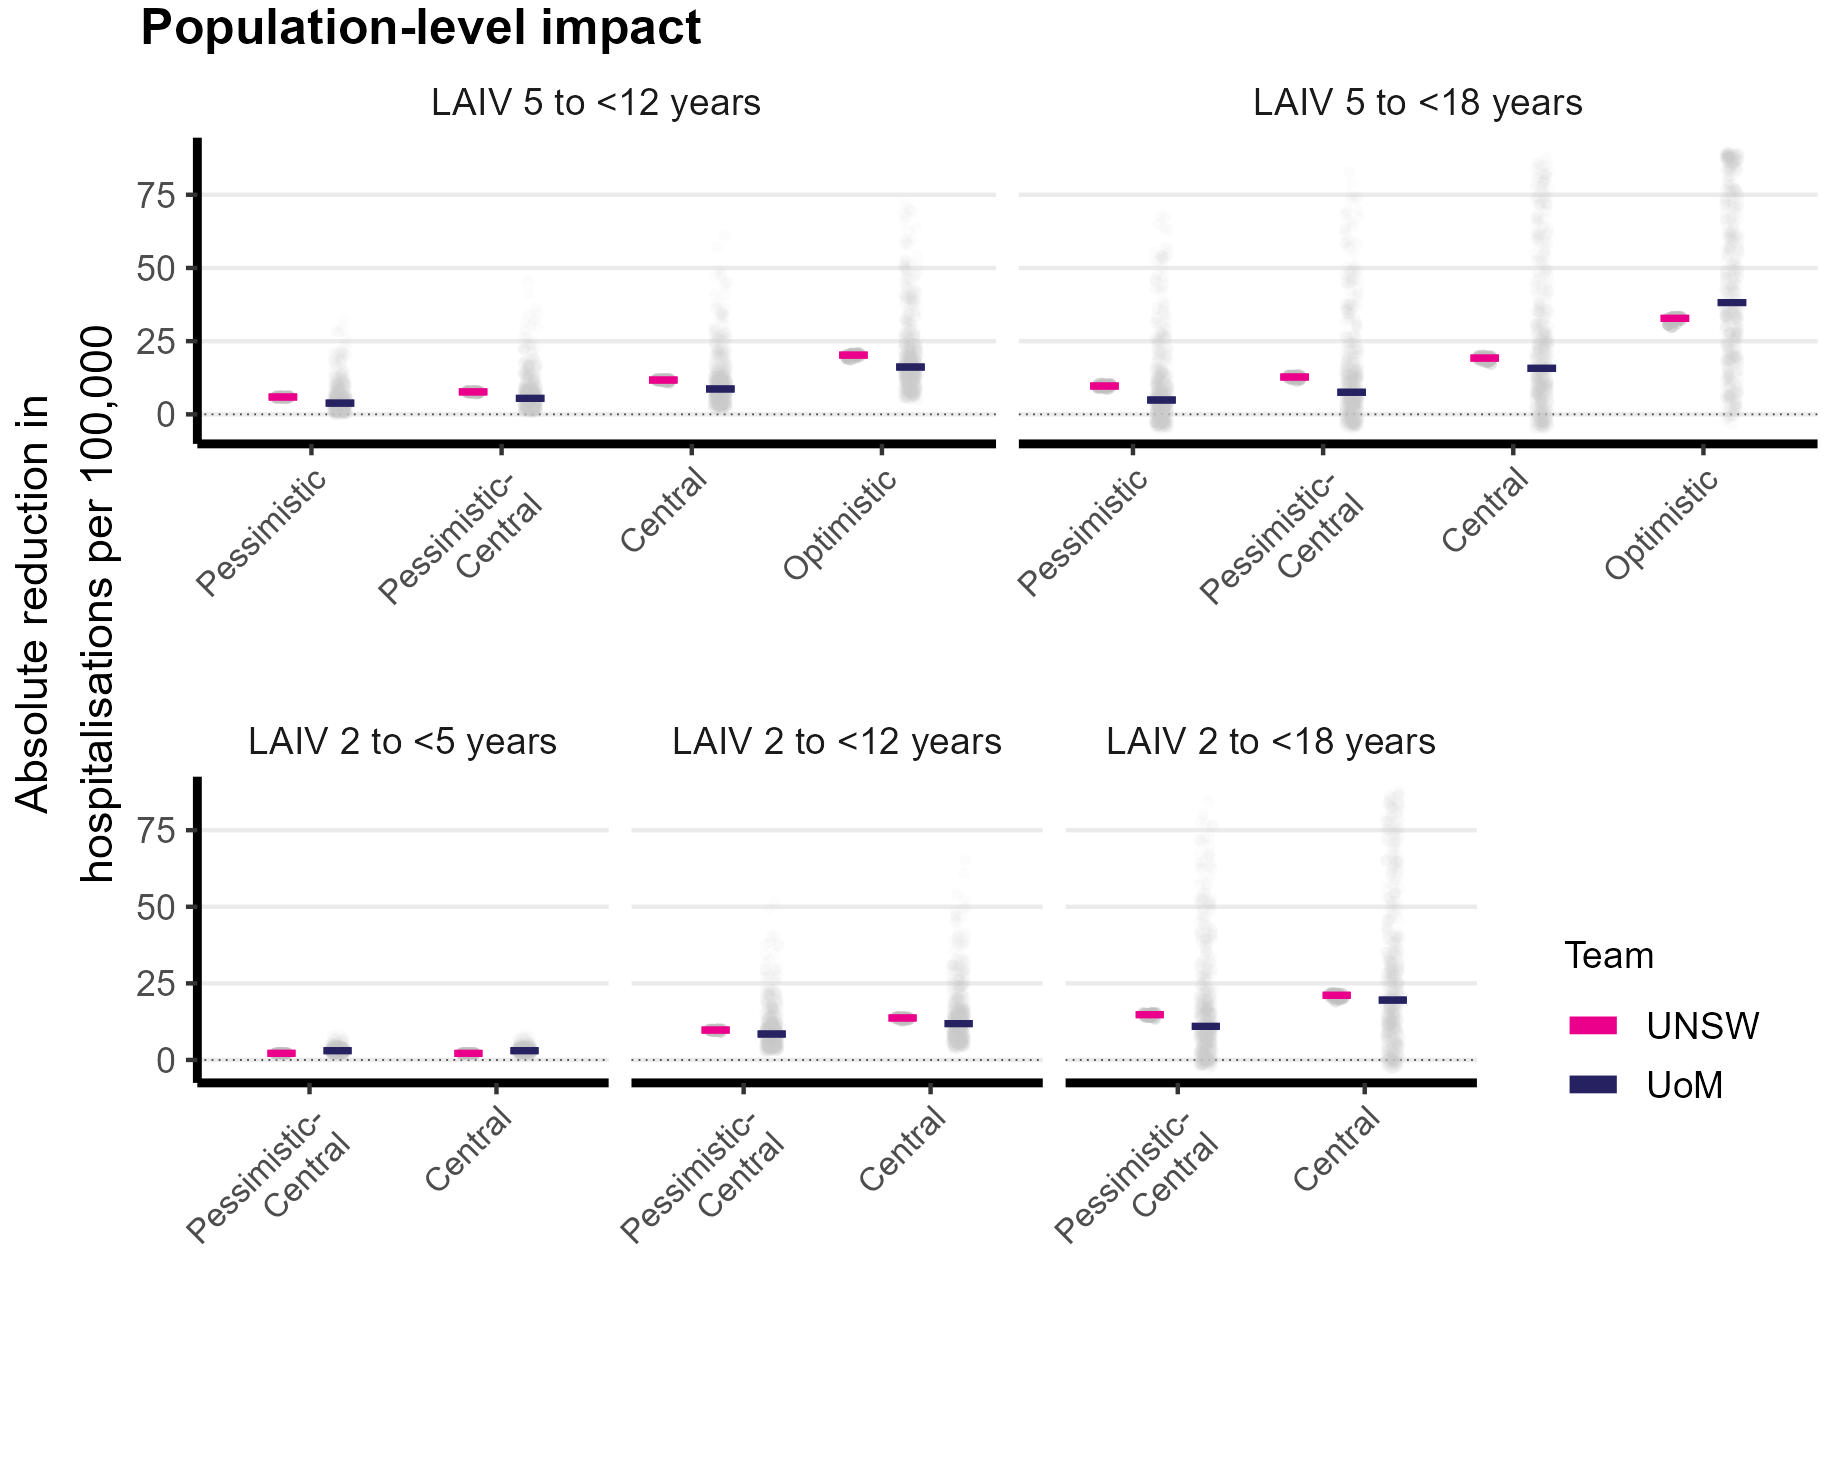 Population-level impact
Absolute reduction in
hospitalisations per 100,000
LAIV 5 to <12 years
LAIV 5 to <18 years
75
50
25
0
Pessimistic
Pessimistic-
Central
Central
Optimistic
Pessimistic
Pessimistic-
Central
Central
Optimistic
LAIV 2 to <5 years
LAIV 2 to <12 years
LAIV 2 to <18 years
75
50
25
0
Pessimistic-
Central
Central
Pessimistic-
Central
Central
Pessimistic-
Central
Central
Team
UNSW
UoM